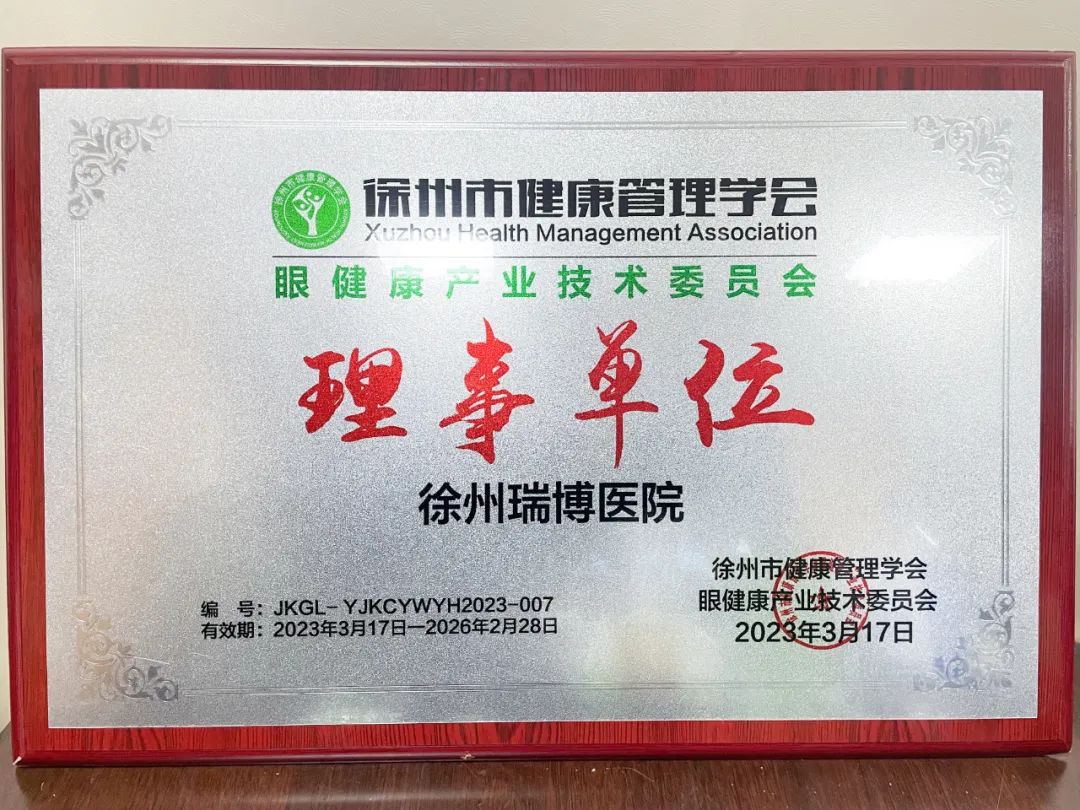 徐州市健康管理学会
Xuzhou Health Management Association
眼健康产业技术委员会
理事单位
徐州瑞博医院
编 号：JKGL-YJKCYWYH2023-007
有效期：2023年3月17日—2026年2月28日
徐州市健康管理学会
眼健康产业技术委员会
2023年3月17日